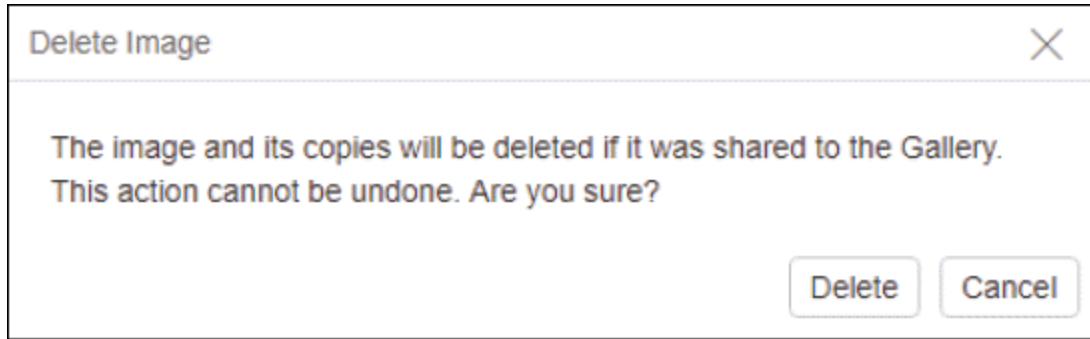 Delete Image
The image and its copies will be deleted if it was shared to the Gallery.
This action cannot be undone. Are you sure?
Delete Cancel